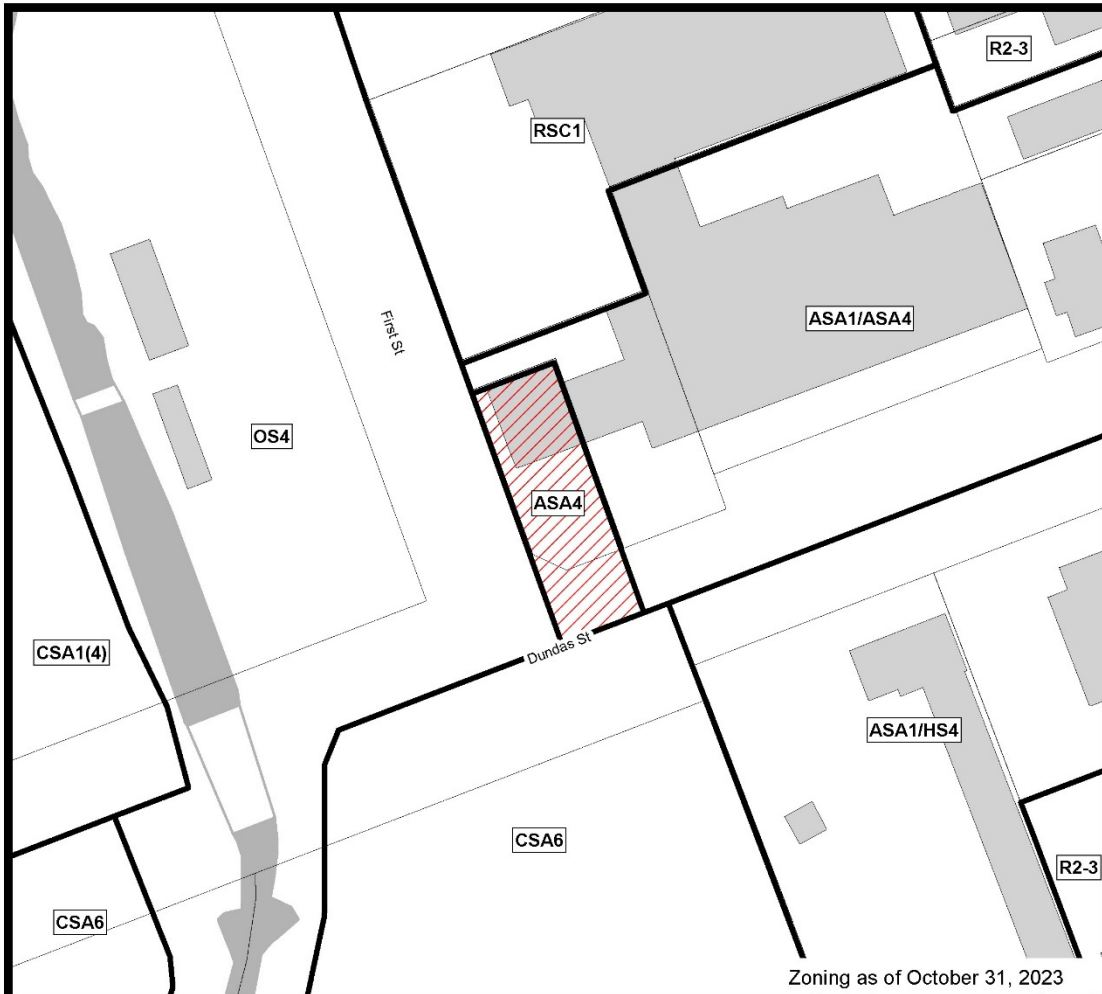 R2-3
RSC1
First St
ASA1/ASA4
OS4
ASA4
CSA1(4)
Dundas St
ASA1/HS4
CSA6
R2-3
CSA6
Zoning as of October 31, 2023